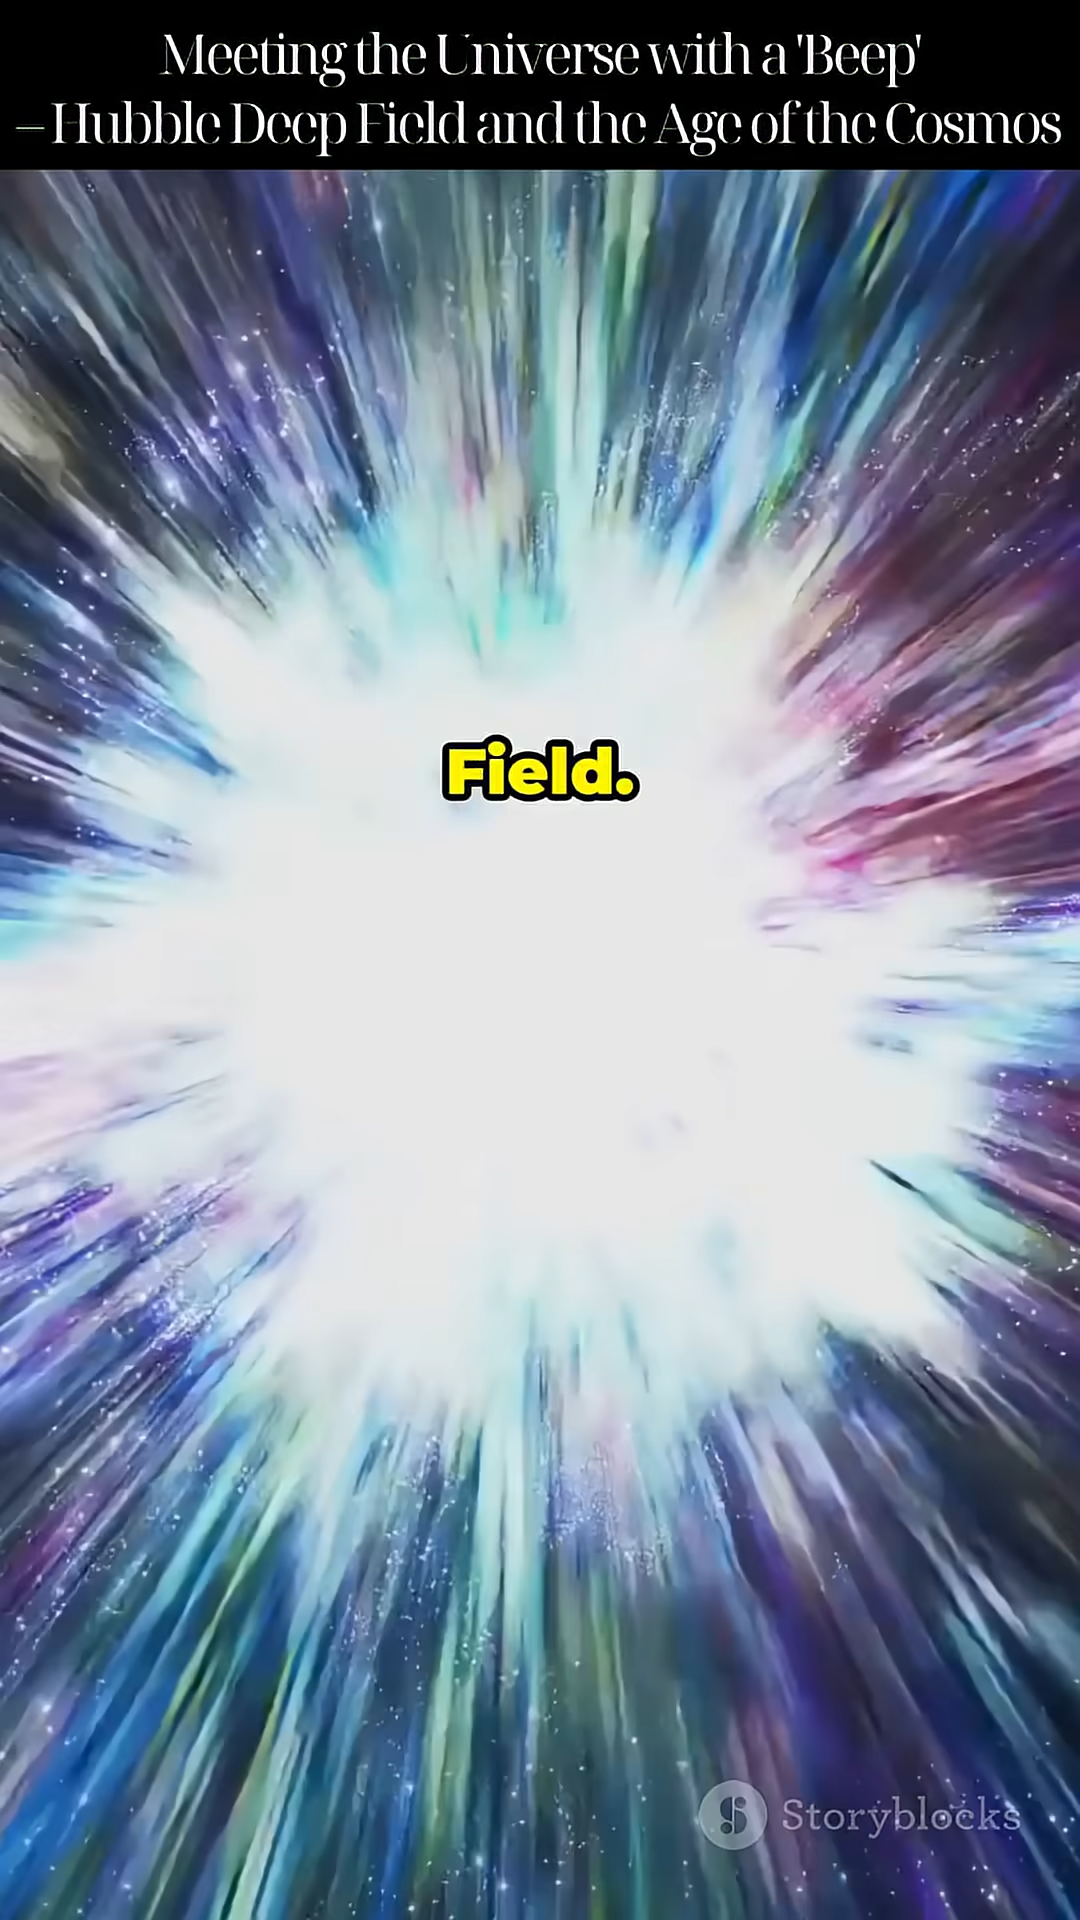 Meeting the Universe with a 'Beep'
– Hubble Deep Field and the Age of the Cosmos
Field.
Storyblocks